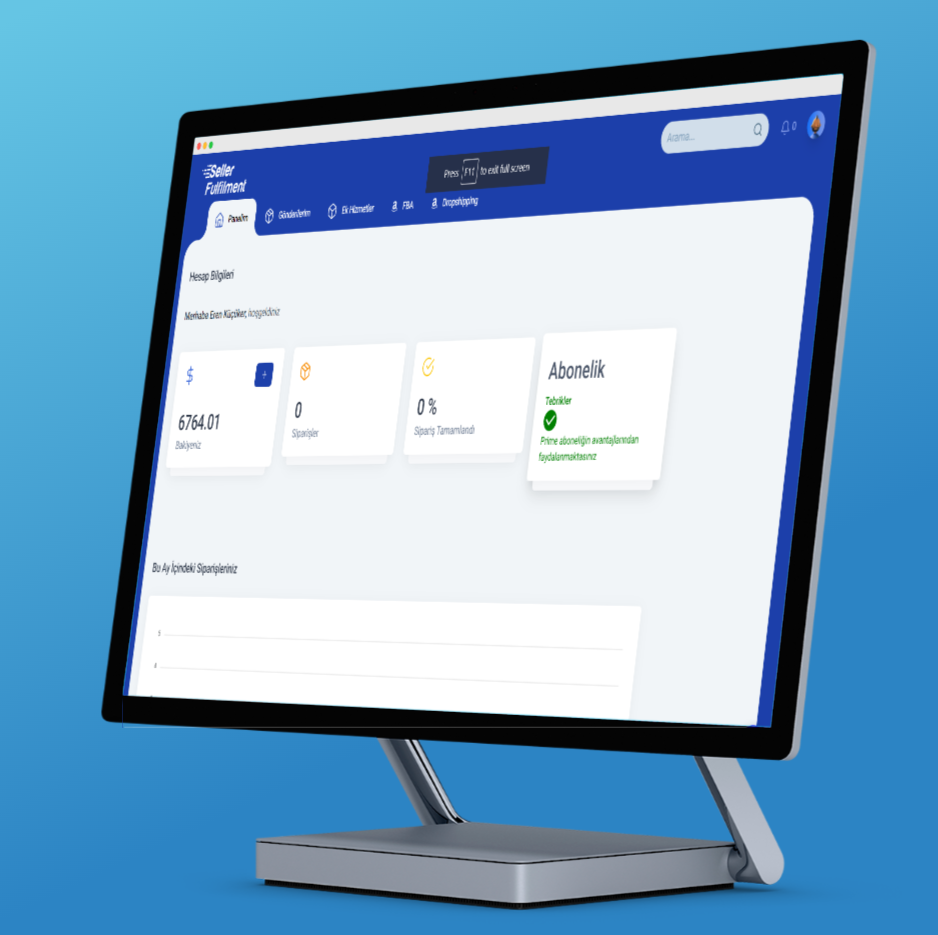 Seller
Fulfilment
Arama...
0
Press F11 to exit full screen
Panelim
Gönderilerim
Ek Hizmetler
FBA
Dropshipping
Hesap Bilgileri
Merhaba Eren Küçüker, hoşgeldiniz
$
+
6764.01
Bakiyeniz
0
Siparişler
0 %
Sipariş Tamamlandı
Abonelik
Tebrikler
Prime aboneliğin avantajlarından
faydalanmaktasınız
Bu Ay İçindeki Siparişleriniz
5
4